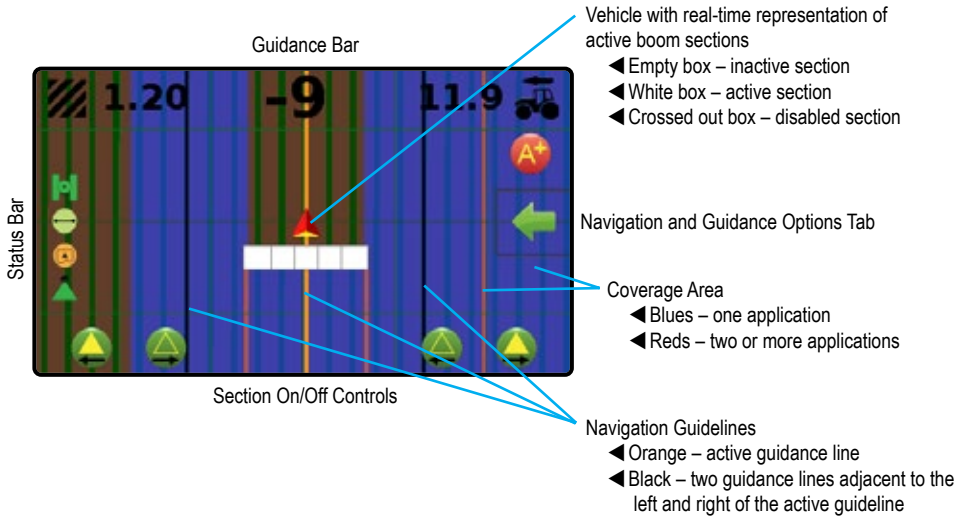 Guidance Bar
Vehicle with real-time representation of
active boom sections
◀ Empty box – inactive section
◀ White box – active section
◀ Crossed out box – disabled section
1.20
-9
11.9
A+
Status Bar
Navigation and Guidance Options Tab
Coverage Area
◀ Blues – one application
◀ Reds – two or more applications
Section On/Off Controls
Navigation Guidelines
◀ Orange – active guidance line
◀ Black – two guidance lines adjacent to the
left and right of the active guideline